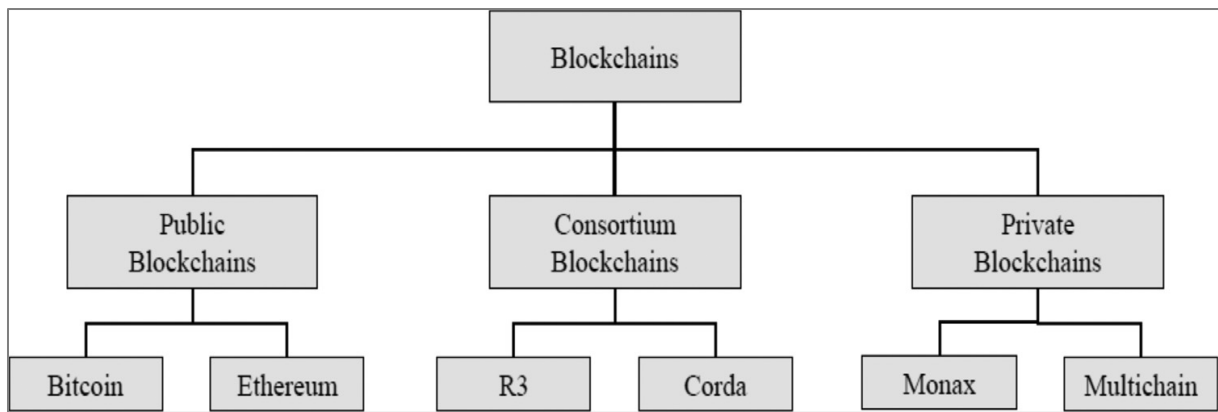 Blockchains
Public
Blockchains
Consortium
Blockchains
Private
Blockchains
Bitcoin
Ethereum
R3
Corda
Monax
Multichain